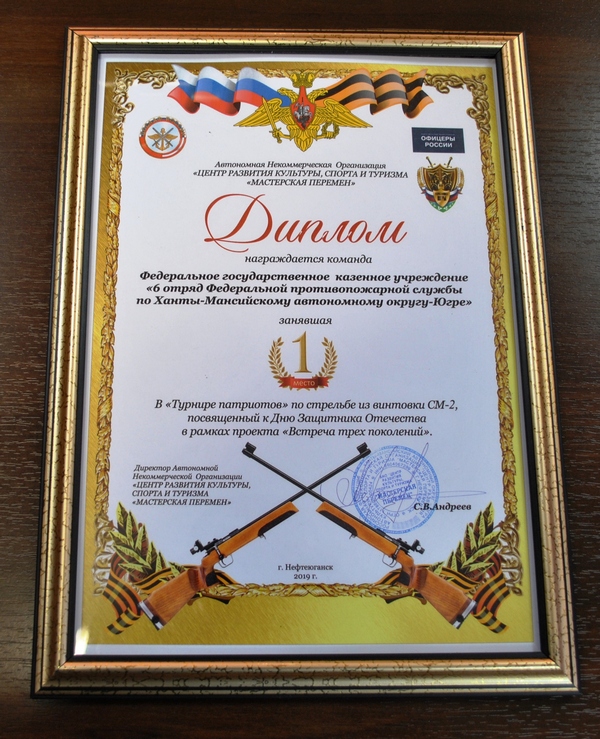 ОФИЦЕРЫ
РОССИИ
Автономная Некоммерческая Организация
«ЦЕНТР РАЗВИТИЯ КУЛЬТУРЫ, СПОРТА И ТУРИЗМА
«МАСТЕРСКАЯ ПЕРЕМЕН»
Диплом
награждается команда
Федеральное государственное казенное учреждение
«6 отряд Федеральной противопожарной службы
по Ханты-Мансийскому автономному округу-Югре»
занявшая
1
место
В «Турнире патриотов» по стрельбе из винтовки СМ-2,
посвященный к Дню Защитника Отечества
в рамках проекта «Встреча трех поколений».
Директор Автономной
Некоммерческой Организации
«ЦЕНТР РАЗВИТИЯ КУЛЬТУРЫ,
СПОРТА И ТУРИЗМА
«МАСТЕРСКАЯ ПЕРЕМЕН»
МАСТЕРСКАЯ
ПЕРЕМЕН
С.В.Андреев
г. Нефтеюганск
2019 г.